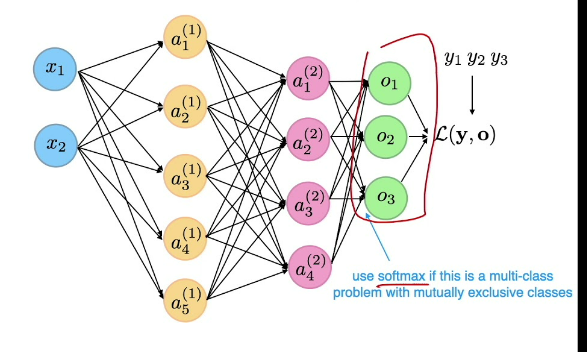 x₁
x₂
a₁⁽¹⁾
a₂⁽¹⁾
a₃⁽¹⁾
a₄⁽¹⁾
a₅⁽¹⁾
a₁⁽²⁾
a₂⁽²⁾
a₃⁽²⁾
a₄⁽²⁾
o₁
o₂
o₃
y₁ y₂ y₃
ℒ(𝐲, 𝐨)
use softmax if this is a multi-class
problem with mutually exclusive classes